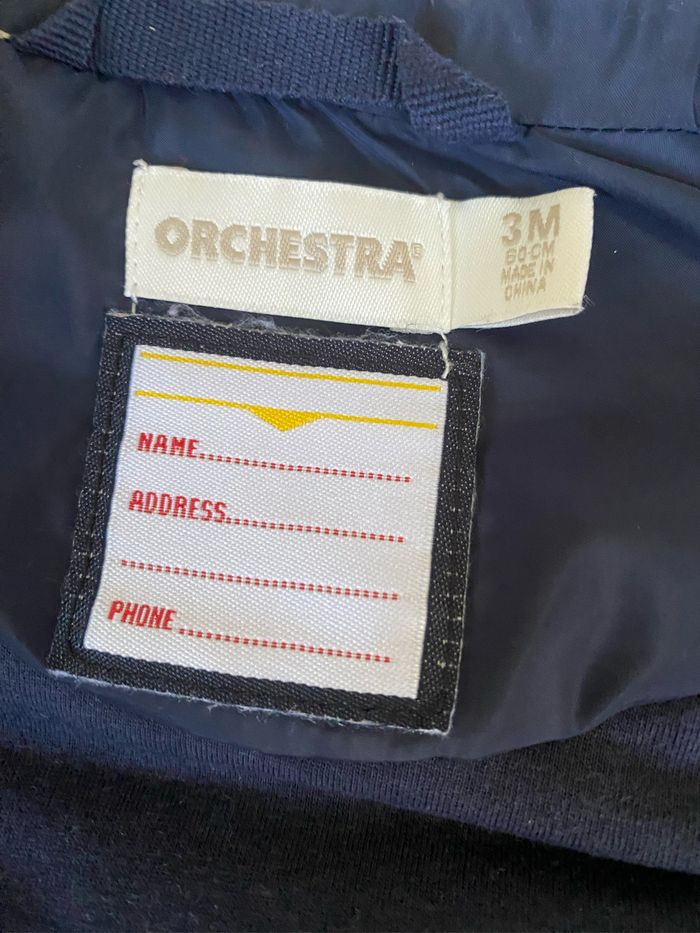 ORCHESTRA®
3M
60 CM
MADE IN
CHINA
NAME
ADDRESS
PHONE